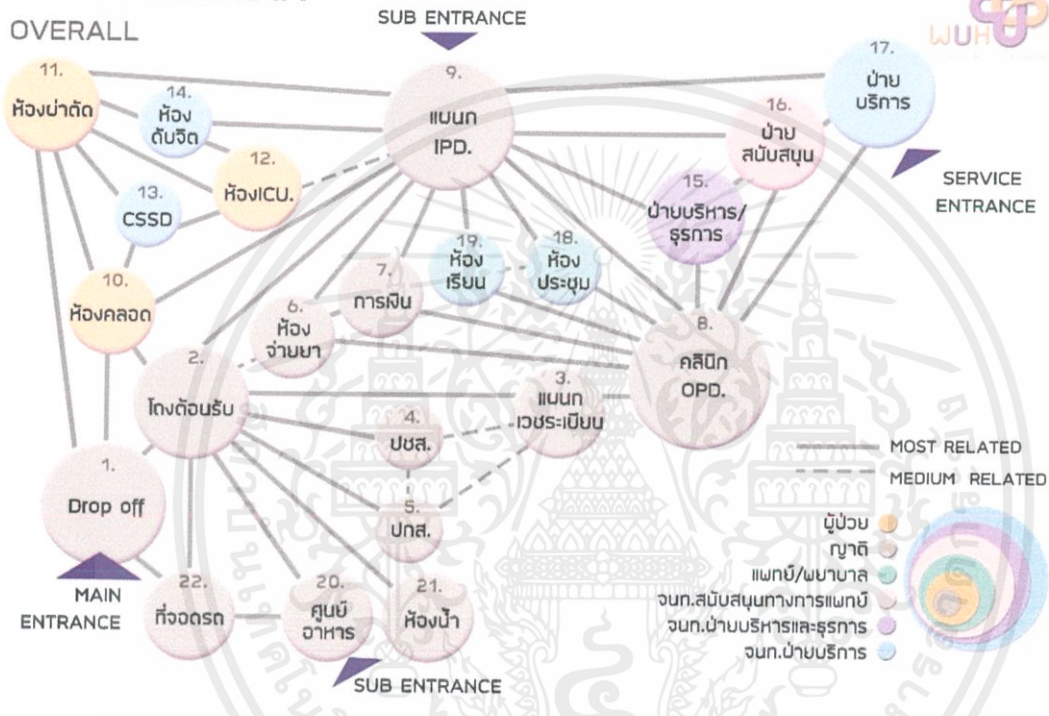 SUB ENTRANCE
OVERALL
พบห
11.
ห้องผ่าตัด
14.
ห้อง
ดับจิต
12.
ห้องICU.
13.
CSSD
10.
ห้องคลอด
9.
แผนก
IPD.
17.
ฝ่าย
บริการ
16.
ฝ่าย
สนับสนุน
15.
ฝ่ายบริหาร/
ธุรการ
SERVICE
ENTRANCE
19.
ห้อง
เรียน
18.
ห้อง
ประชุม
7.
การเงิน
6.
ห้อง
จ่ายยา
2.
โถงต้อนรับ
8.
คลินิก
OPD.
3.
แผนก
เวชระเบียน
4.
ปชส.
5.
ปกส.
1.
Drop off
MAIN
ENTRANCE
22.
ที่จอดรถ
20.
ศูนย์
อาหาร
21.
ห้องน้ำ
SUB ENTRANCE
MOST RELATED
MEDIUM RELATED
ผู้ป่วย
ญาติ
แพทย์/พยาบาล
จนท.สนับสนุนทางการแพทย์
จนท.ฝ่ายบริหารและธุรการ
จนท.ฝ่ายบริการ